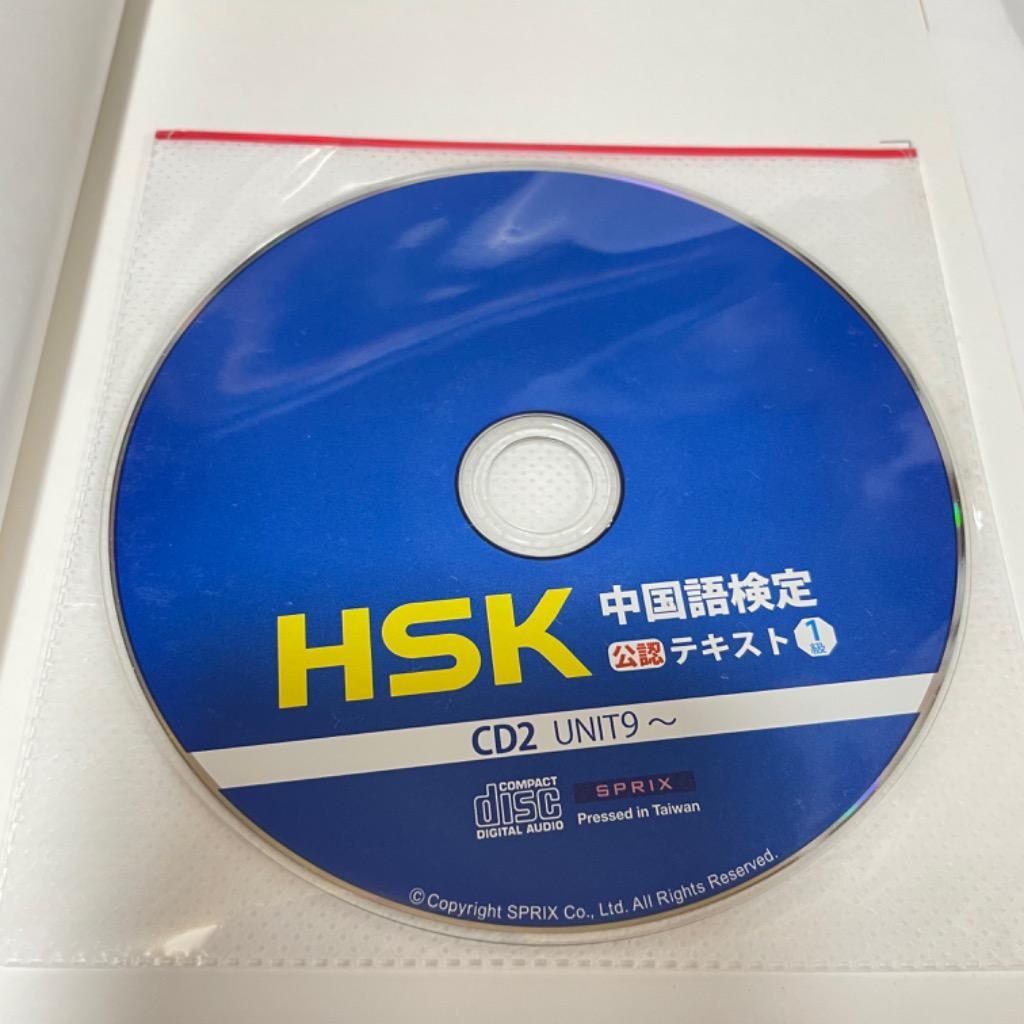 HSK 中国語検定
公認 テキスト 1級
CD2 UNIT9 ～
COMPACT
disc
DIGITAL AUDIO
SPRIX
Pressed in Taiwan
©Copyright SPRIX Co., Ltd. All Rights Reserved.